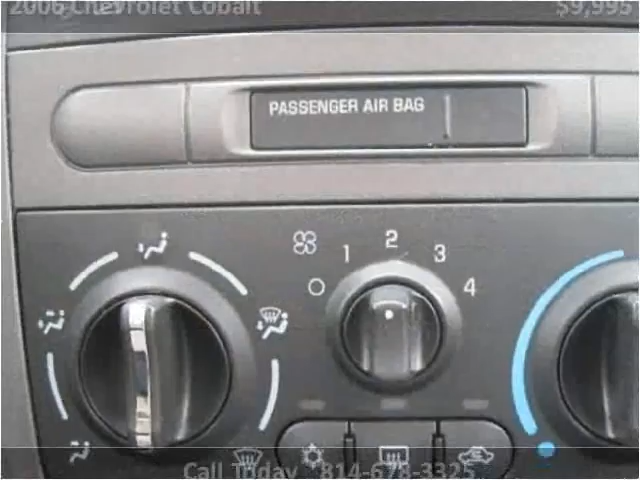 2006 Chevrolet Cobalt $9,995
PASSENGER AIR BAG
1 2 3 4
Call Today 814-678-3325